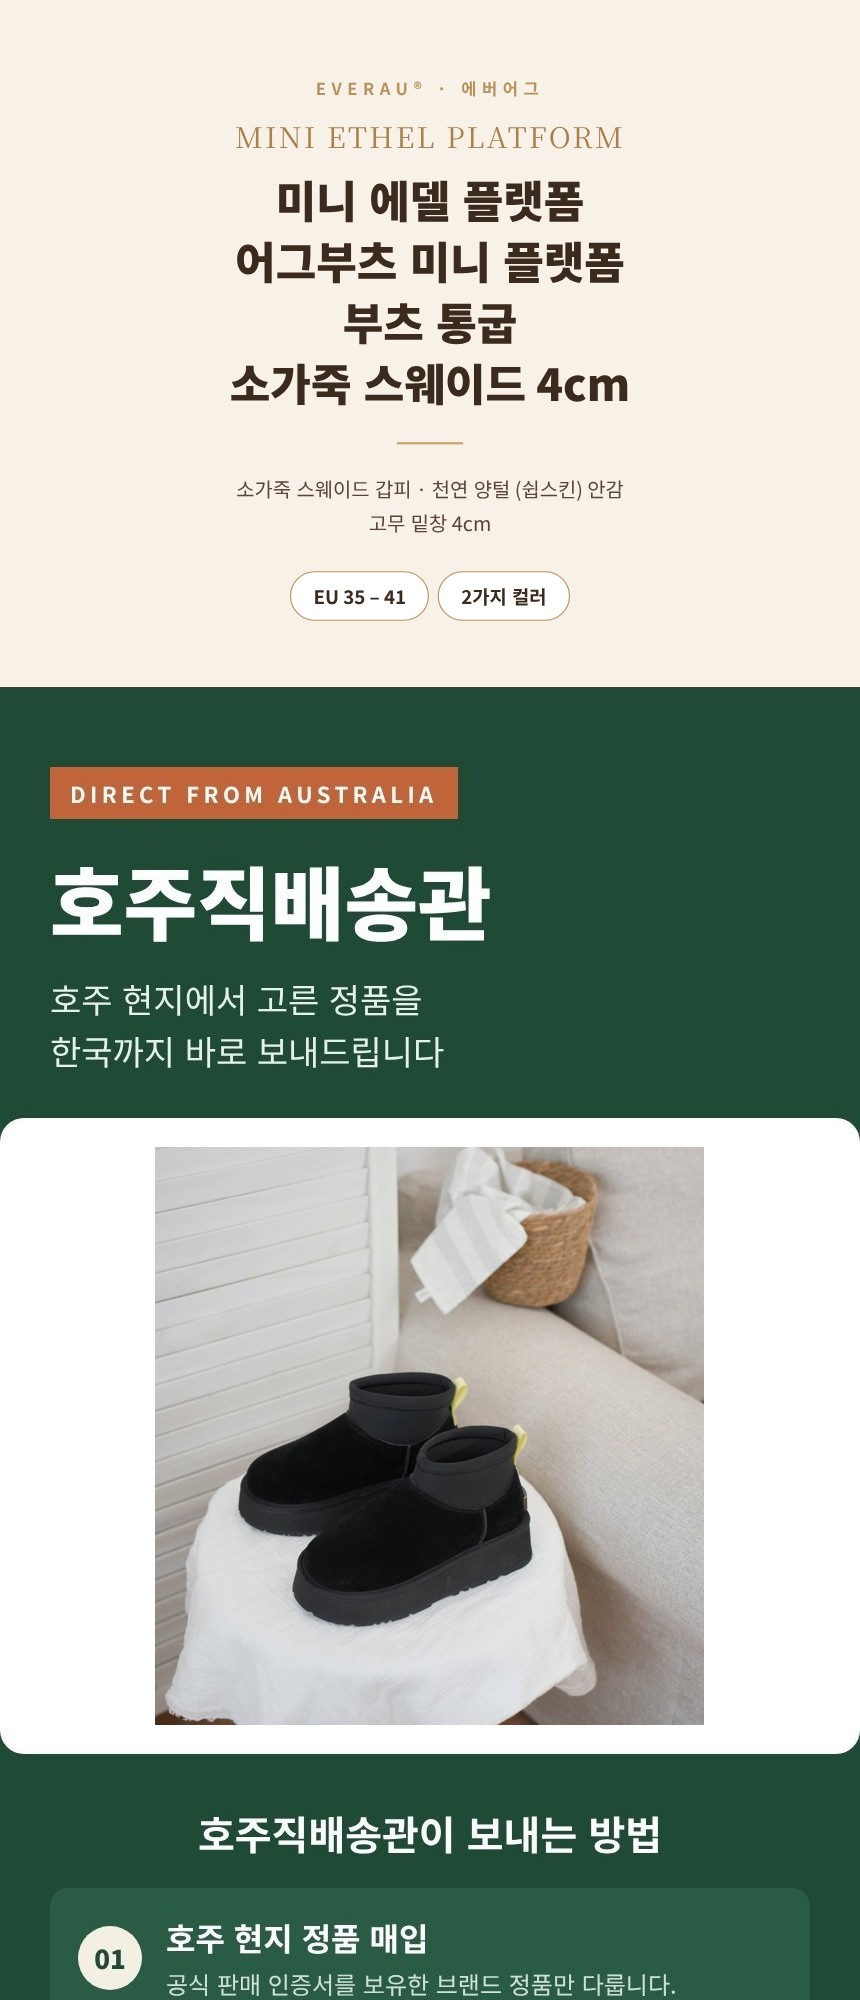 EVERAU® · 에버어그
MINI ETHEL PLATFORM
미니 에델 플랫폼
어그부츠 미니 플랫폼
부츠 통굽
소가죽 스웨이드 4cm
소가죽 스웨이드 갑피 · 천연 양털 (쉽스킨) 안감
고무 밑창 4cm
EU 35 – 41
2가지 컬러
DIRECT FROM AUSTRALIA
호주직배송관
호주 현지에서 고른 정품을
한국까지 바로 보내드립니다
호주직배송관이 보내는 방법
01
호주 현지 정품 매입
공식 판매 인증서를 보유한 브랜드 정품만 다룹니다.